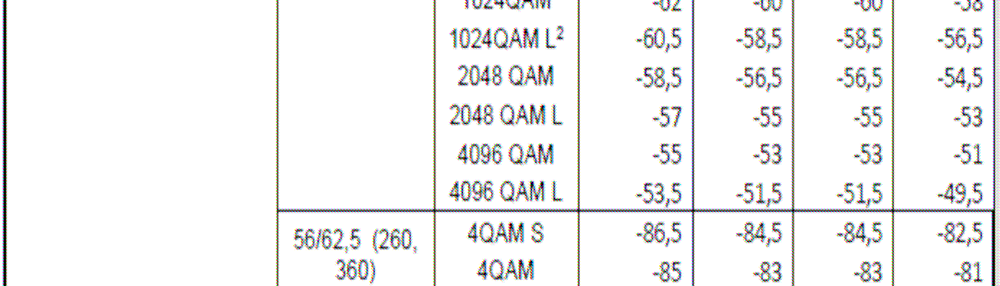 1024QAM -62 -60 -60 -58
1024QAM L² -60,5 -58,5 -58,5 -56,5
2048 QAM -58,5 -56,5 -56,5 -54,5
2048 QAM L -57 -55 -55 -53
4096 QAM -55 -53 -53 -51
4096 QAM L -53,5 -51,5 -51,5 -49,5
56/62,5 (260, 4QAM S -86,5 -84,5 -84,5 -82,5
360) 4QAM -85 -83 -83 -81